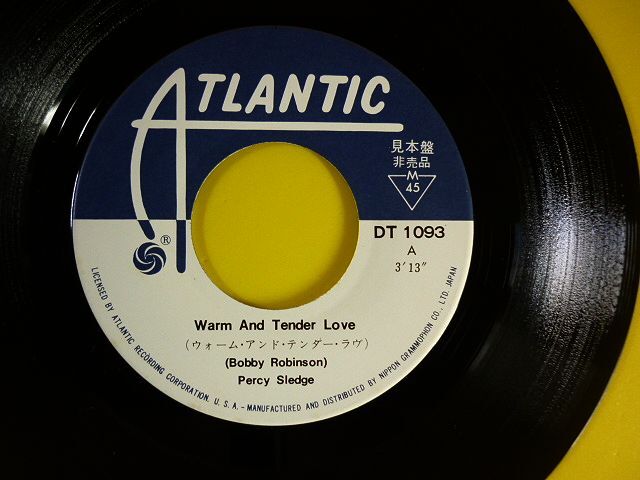 ATLANTIC
見本盤
非売品
M
45
DT 1093
A
3′13″
®
Warm And Tender Love
(ウォーム・アンド・テンダー・ラヴ)
(Bobby Robinson)
Percy Sledge
LICENSED BY ATLANTIC RECORDING CORPORATION, U. S. A. – MANUFACTURED AND DISTRIBUTED BY NIPPON GRAMMOPHON CO., LTD. JAPAN